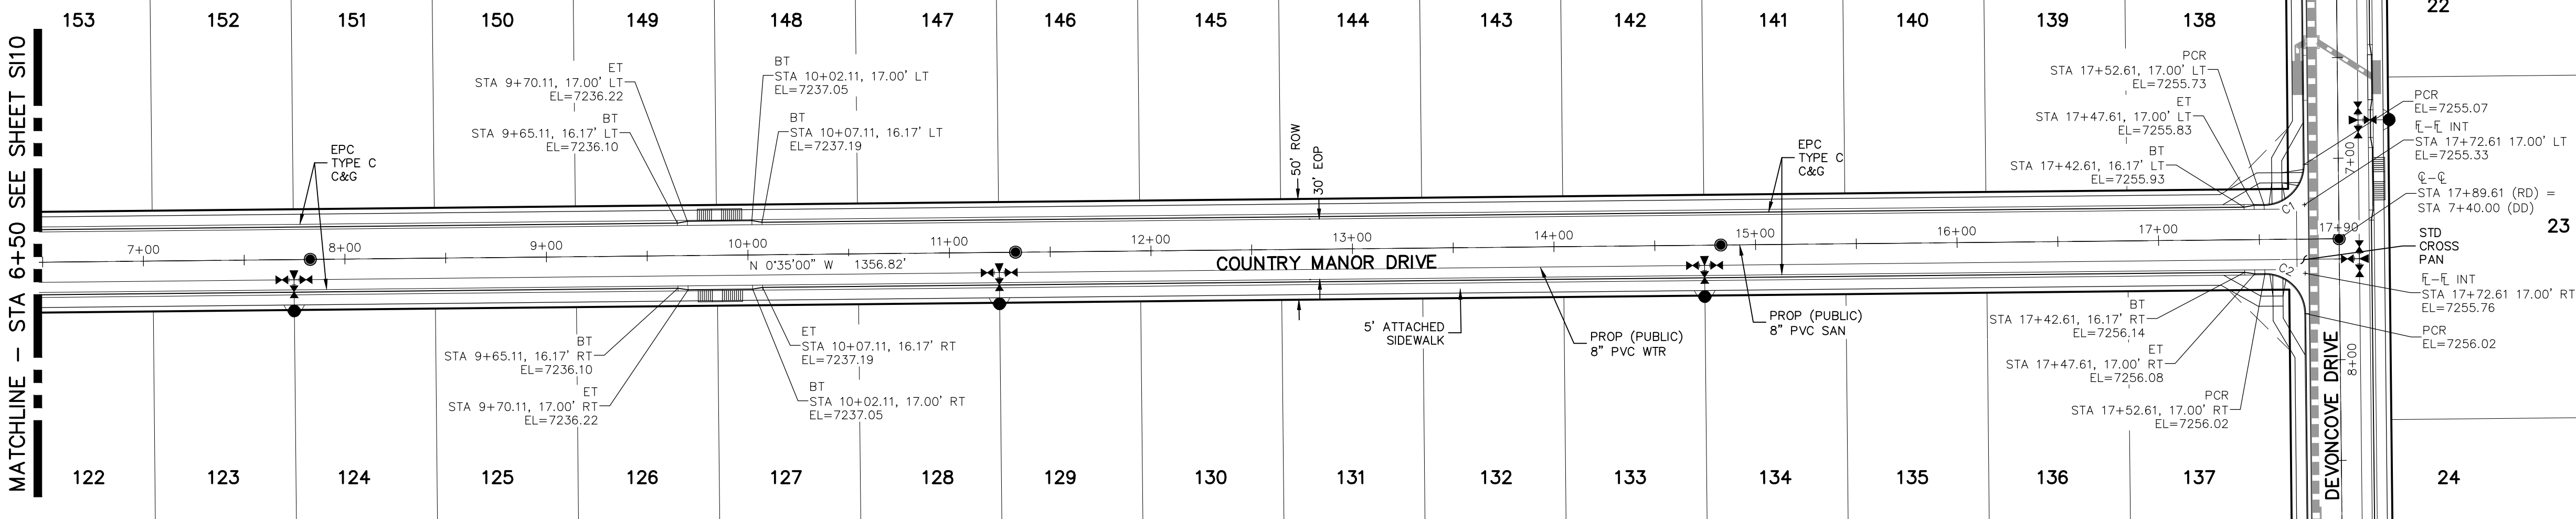 153
152
151
150
149
148
147
146
145
144
143
142
141
140
139
138
22
MATCHLINE – STA 6+50 SEE SHEET SI10
EPC
TYPE C
C&G
ET
STA 9+70.11, 17.00' LT
EL=7236.22
BT
STA 9+65.11, 16.17' LT
EL=7236.10
BT
STA 10+02.11, 17.00' LT
EL=7237.05
BT
STA 10+07.11, 16.17' LT
EL=7237.19
50' ROW
30' EOP
EPC
TYPE C
C&G
PCR
STA 17+52.61, 17.00' LT
EL=7255.73
ET
STA 17+47.61, 17.00' LT
EL=7255.83
BT
STA 17+42.61, 16.17' LT
EL=7255.93
PCR
EL=7255.07
FL-FL INT
STA 17+72.61 17.00' LT
EL=7255.33
CL-CL
STA 17+89.61 (RD) =
STA 7+40.00 (DD)
23
STD
CROSS
PAN
FL-FL INT
STA 17+72.61 17.00' RT
EL=7255.76
PCR
EL=7256.02
7+00
8+00
9+00
10+00
11+00
12+00
13+00
14+00
15+00
16+00
17+00
17+90
C1
C2
7+00
8+00
N 0°35'00" W 1356.82'
COUNTRY MANOR DRIVE
DEVONCOVE DRIVE
BT
STA 9+65.11, 16.17' RT
EL=7236.10
ET
STA 9+70.11, 17.00' RT
EL=7236.22
ET
STA 10+07.11, 16.17' RT
EL=7237.19
BT
STA 10+02.11, 17.00' RT
EL=7237.05
5' ATTACHED
SIDEWALK
PROP (PUBLIC)
8" PVC WTR
PROP (PUBLIC)
8" PVC SAN
BT
STA 17+42.61, 16.17' RT
EL=7256.14
ET
STA 17+47.61, 17.00' RT
EL=7256.08
PCR
STA 17+52.61, 17.00' RT
EL=7256.02
122
123
124
125
126
127
128
129
130
131
132
133
134
135
136
137
24